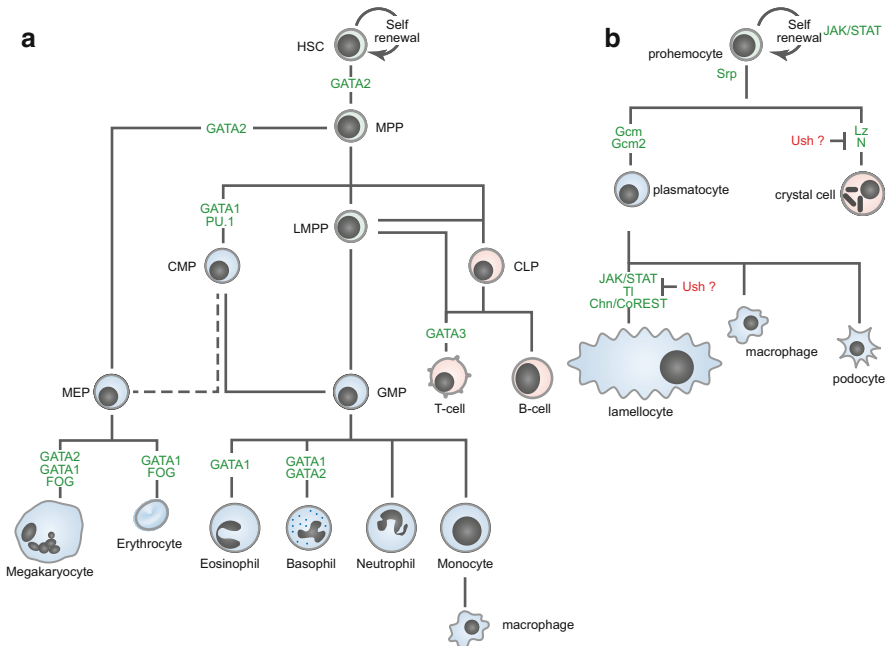 a
HSC
Self
renewal
GATA2
GATA2
MPP
GATA1
PU.1
LMPP
CMP
CLP
GATA3
MEP
GMP
T-cell
B-cell
GATA2
GATA1
FOG
GATA1
FOG
GATA1
GATA1
GATA2
Megakaryocyte
Erythrocyte
Eosinophil
Basophil
Neutrophil
Monocyte
macrophage
b
prohemocyte
Self
renewal
JAK/STAT
Srp
Gcm
Gcm2
Ush ?
Lz
N
plasmatocyte
crystal cell
JAK/STAT
Tl
Chn/CoREST
Ush ?
macrophage
podocyte
lamellocyte